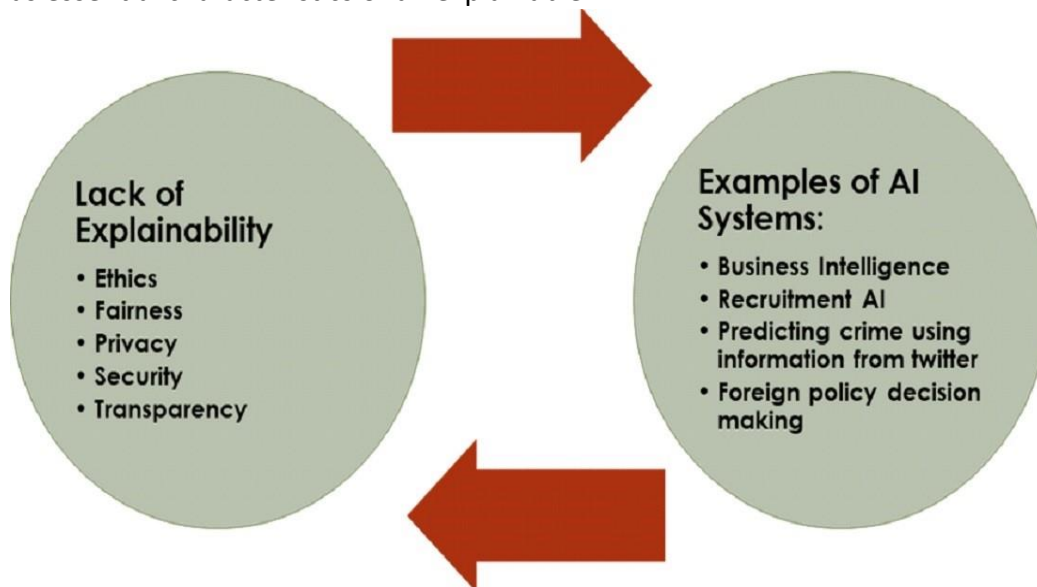 Lack of
Explainability
• Ethics
• Fairness
• Privacy
• Security
• Transparency
Examples of AI
Systems:
• Business Intelligence
• Recruitment AI
• Predicting crime using
information from twitter
• Foreign policy decision
making